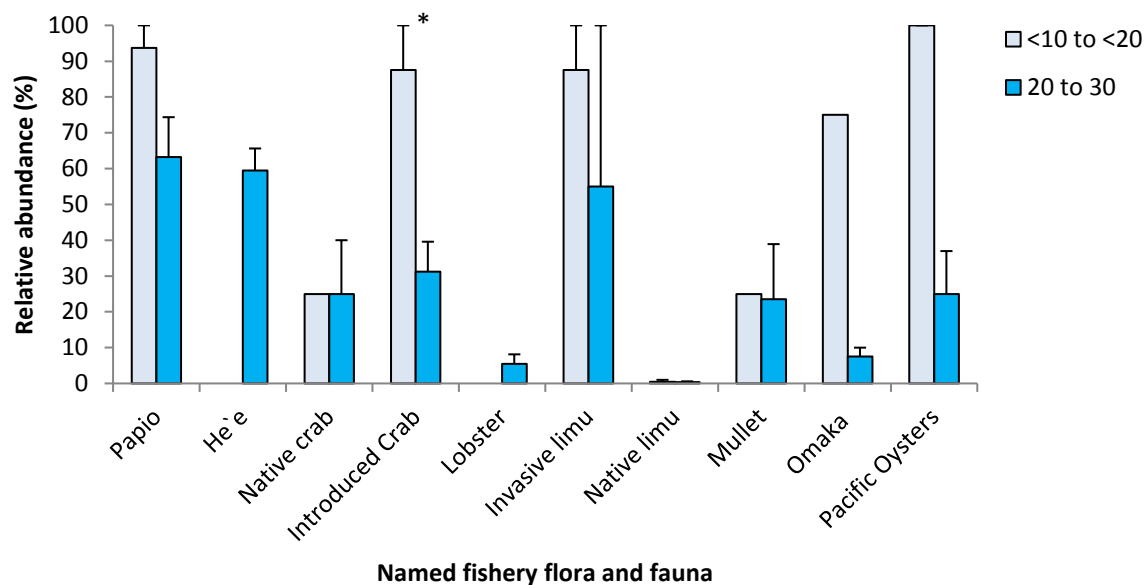 Relative abundance (%)
100
90
80
70
60
50
40
30
20
10
0
*
<10 to <20
20 to 30
Papio
He`e
Native crab
Introduced Crab
Lobster
Invasive limu
Native limu
Mullet
Omaka
Pacific Oysters
Named fishery flora and fauna